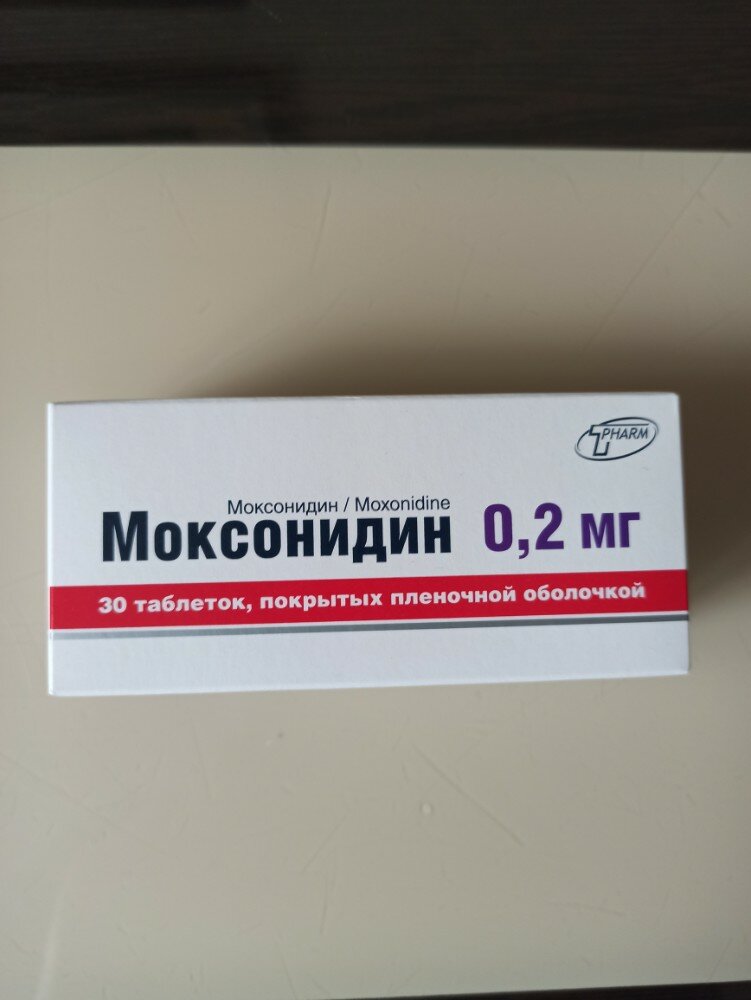 PHARM
Моксонидин / Moxonidine
Моксонидин 0,2 мг
30 таблеток, покрытых пленочной оболочкой